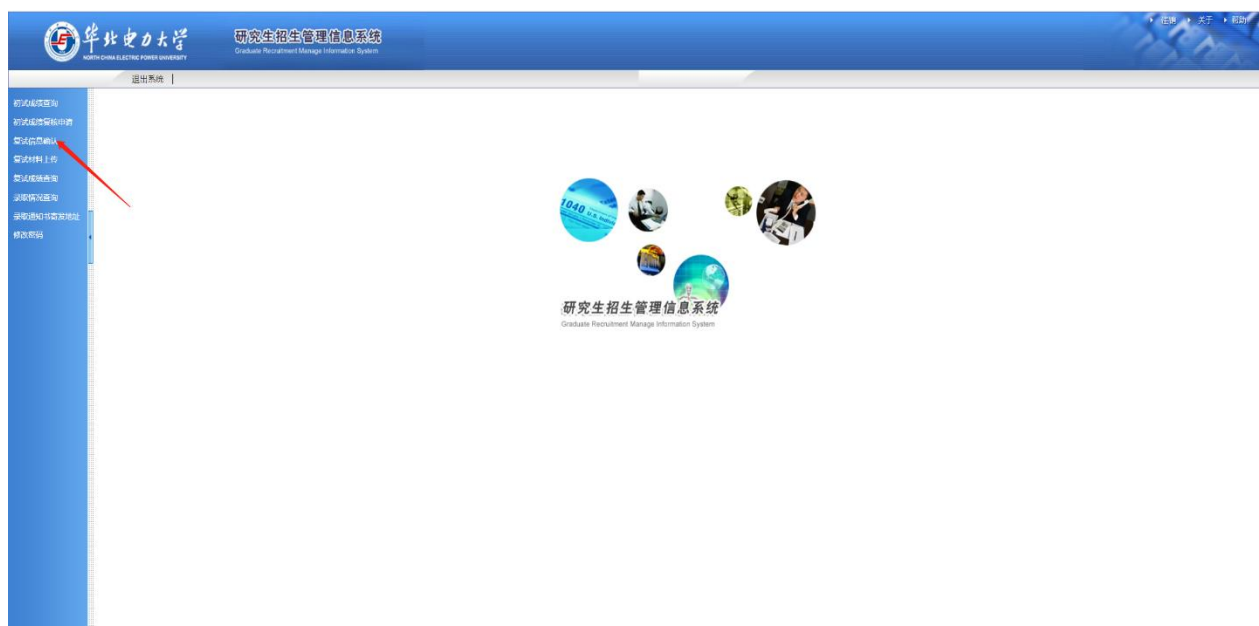 华北电力大学
NORTH CHINA ELECTRIC POWER UNIVERSITY
研究生招生管理信息系统
Graduate Recruitment Manage Information System
注销 关于 帮助
退出系统
初试成绩查询
初试成绩复核申请
复试信息确认
复试材料上传
复试成绩查询
录取情况查询
录取通知书寄发地址
修改密码
1040 U.S. Indivi
研究生招生管理信息系统
Graduate Recruitment Manage Information System